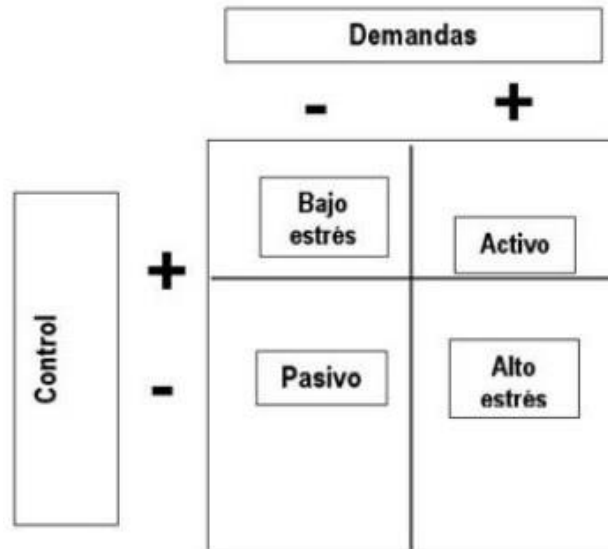 Demandas
- +
Bajo
estrés
Activo
+
Control
-
Pasivo
Alto
estrés